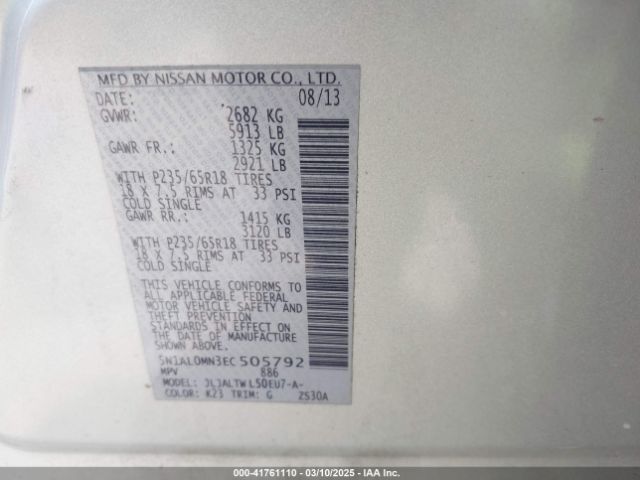 MFD BY NISSAN MOTOR CO., LTD.
DATE: 08/13
GVWR: 2682 KG
5913 LB
GAWR FR.: 1325 KG
2921 LB
WITH P235/65R18 TIRES
18 X 7.5 RIMS AT 33 PSI
COLD SINGLE
GAWR RR.: 1415 KG
3120 LB
WITH P235/65R18 TIRES
18 X 7.5 RIMS AT 33 PSI
COLD SINGLE
THIS VEHICLE CONFORMS TO
ALL APPLICABLE FEDERAL
MOTOR VEHICLE SAFETY AND
THEFT PREVENTION
STANDARDS IN EFFECT ON
THE DATE OF MANUFACTURE
SHOWN ABOVE.
5N1AL0MN3EC505792
MPV 886
MODEL: JLJALTWL50EU7-A-
COLOR: K23 TRIM: G ZS30A
000-41761110 - 03/10/2025 - IAA Inc.